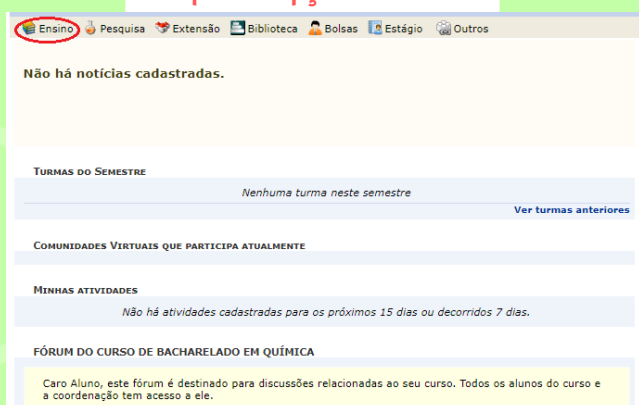 Ensino Pesquisa Extensão Biblioteca Bolsas Estágio Outros
Não há notícias cadastradas.
TURMAS DO SEMESTRE
Nenhuma turma neste semestre
Ver turmas anteriores
COMUNIDADES VIRTUAIS QUE PARTICIPA ATUALMENTE
MINHAS ATIVIDADES
Não há atividades cadastradas para os próximos 15 dias ou decorridos 7 dias.
FÓRUM DO CURSO DE BACHARELADO EM QUÍMICA
Caro Aluno, este fórum é destinado para discussões relacionadas ao seu curso. Todos os alunos do curso e
a coordenação tem acesso a ele.